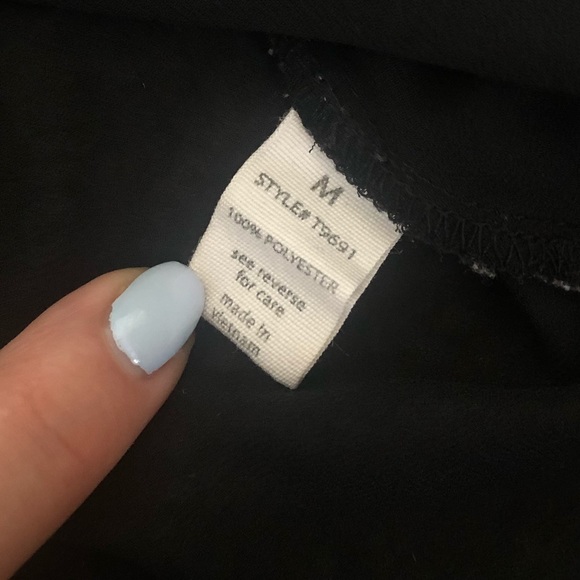 M
STYLE# T9691
100% POLYESTER
see reverse
for care
made in
vietnam